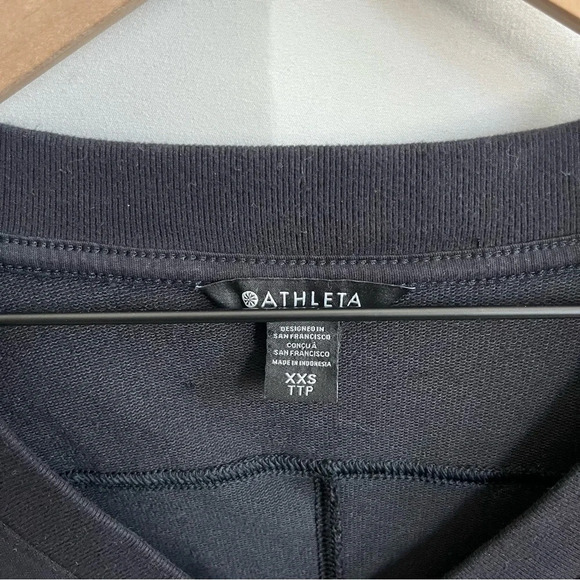 ATHLETA
DESIGNED IN
SAN FRANCISCO
CONÇU À
SAN FRANCISCO
MADE IN INDONESIA
XXS
TTP